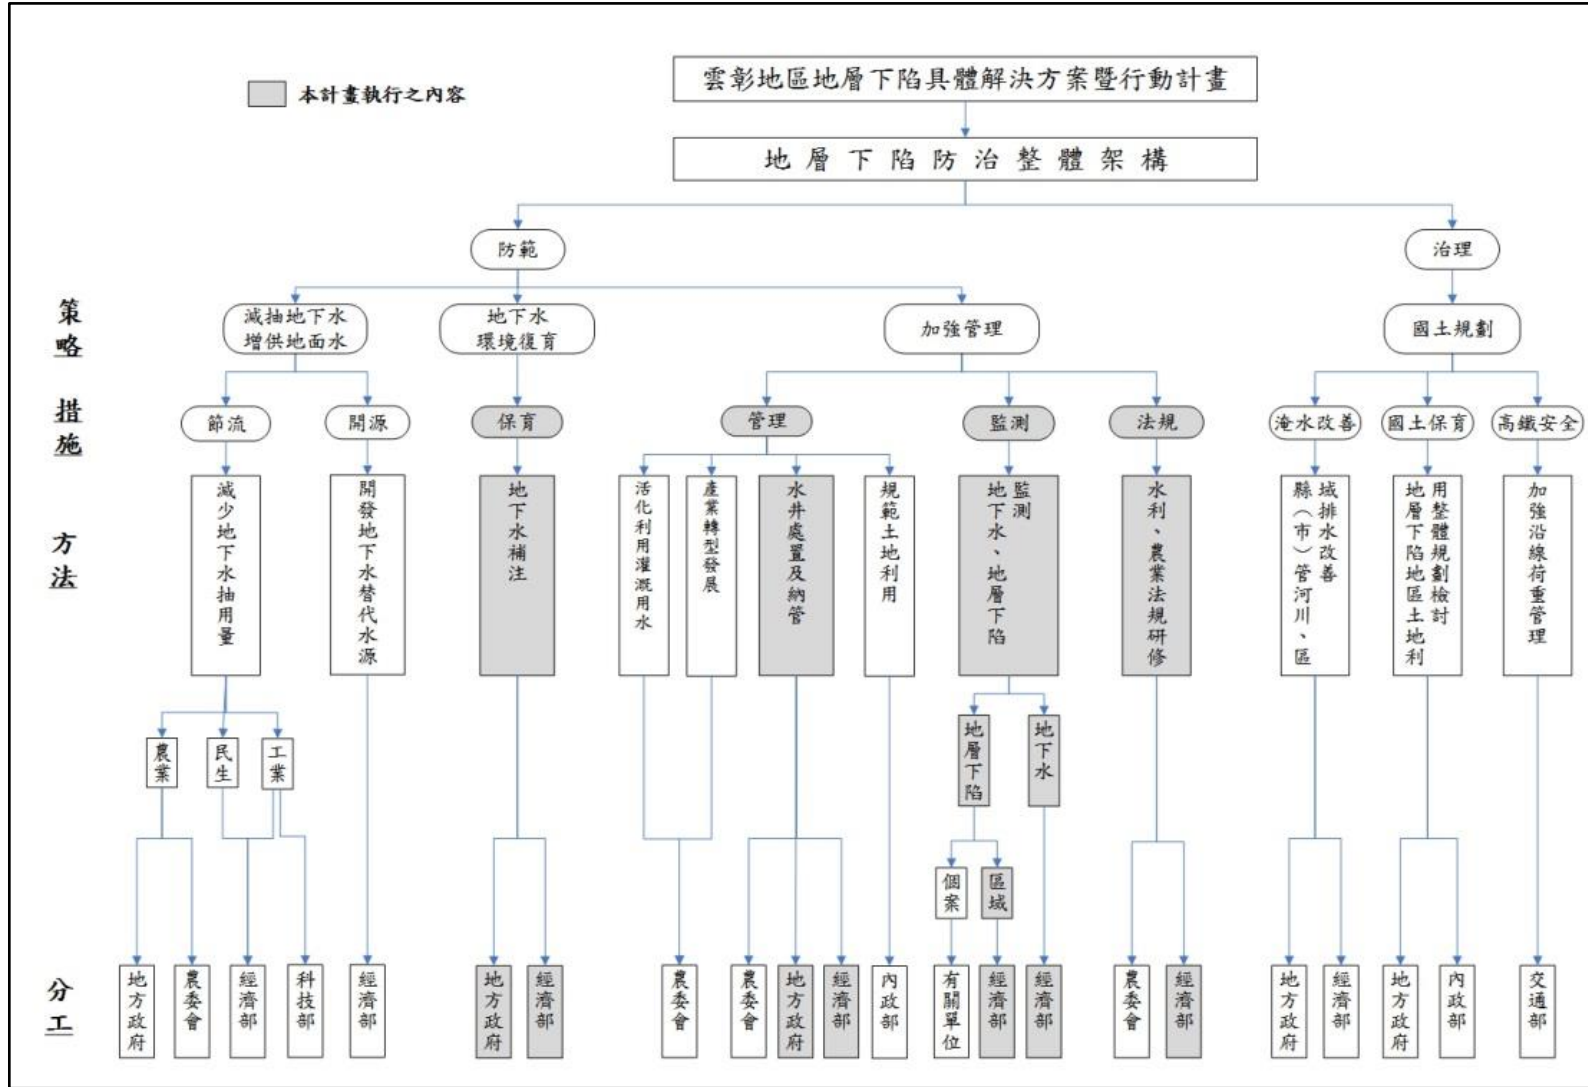 雲彰地區地層下陷具體解決方案暨行動計畫
本計畫執行之內容
地層下陷防治整體架構
防範
治理
策略
減抽地下水
增供地面水
地下水
環境復育
加強管理
國土規劃
措施
節流
開源
保育
管理
監測
法規
淹水改善
國土保育
高鐵安全
方法
減少地下水抽用量
開發地下水替代水源
地下水補注
活化利用灌溉用水
產業轉型發展
水井處置及納管
規範土地利用
監測
地下水、地層下陷
水利、農業法規研修
域排水改善
縣（市）管河川、區
用整體規劃檢討
地層下陷地區土地利
加強沿線荷重管理
農業
民生
工業
地層下陷
地下水
個案
區域
分工
地方政府
農委會
經濟部
科技部
經濟部
地方政府
經濟部
農委會
農委會
地方政府
經濟部
內政部
有關單位
經濟部
經濟部
農委會
經濟部
地方政府
經濟部
地方政府
內政部
交通部